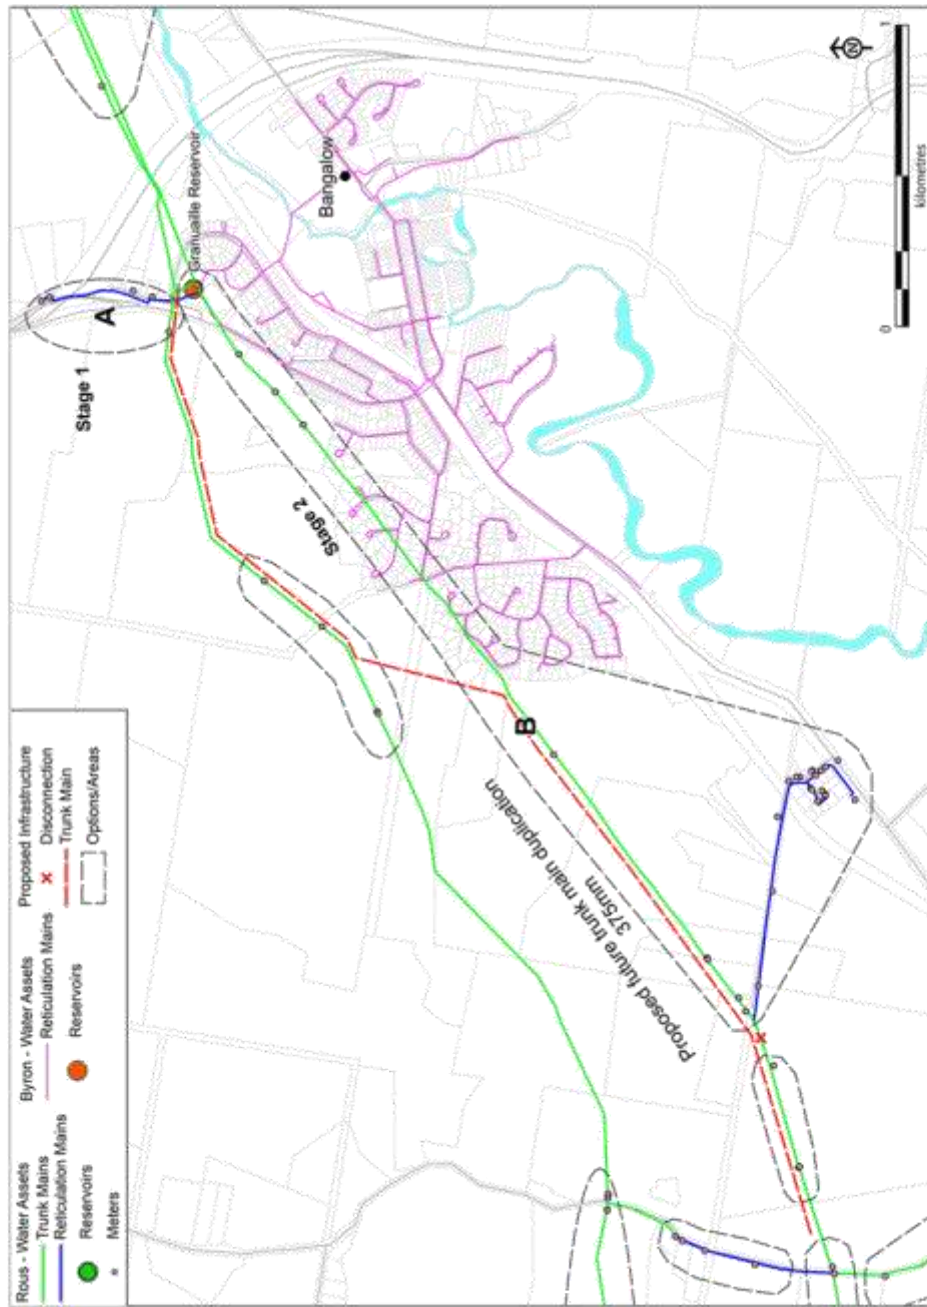 Rous - Water Assets
Trunk Mains
Reticulation Mains
Reservoirs
Meters
Byron - Water Assets
Reticulation Mains
Reservoirs
Proposed Infrastructure
Disconnection
Trunk Main
Options/Areas
Stage 1
A
Granuaille Reservoir
Bangalow
Stage 2
B
Proposed future trunk main duplication
375mm
N
0
1
kilometres